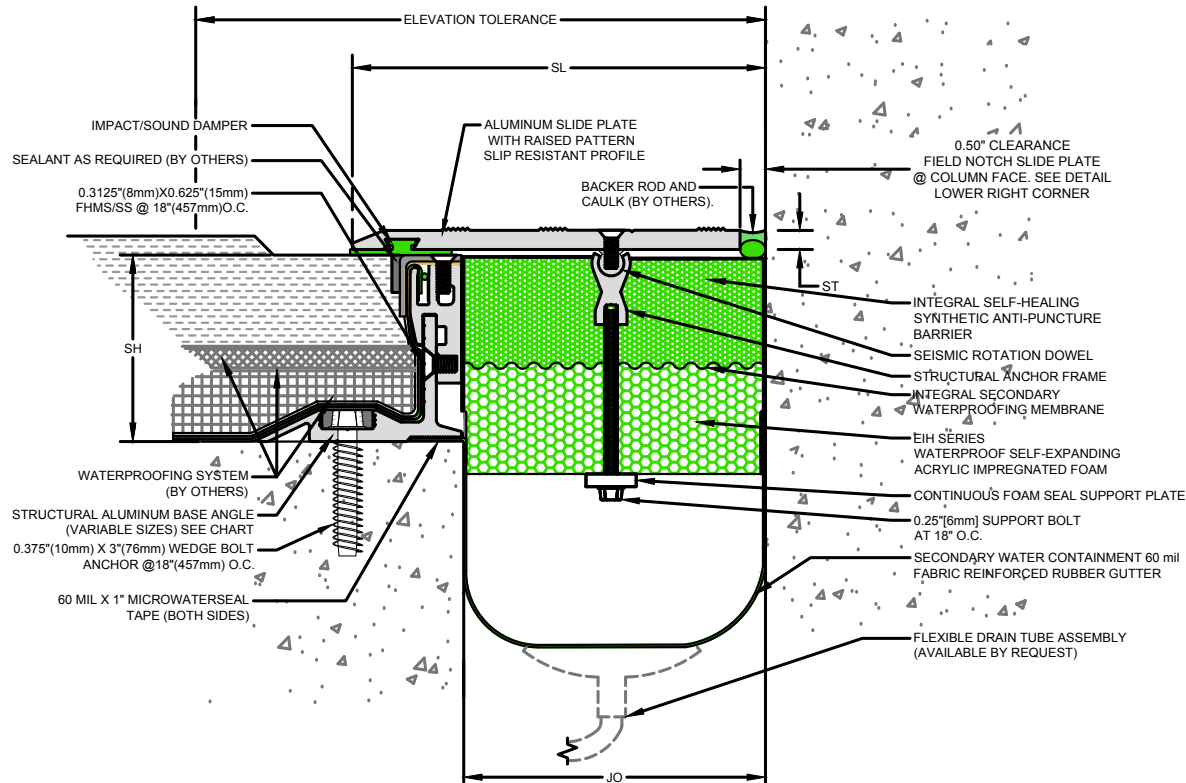 ELEVATION TOLERANCE
SL
IMPACT/SOUND DAMPER
SEALANT AS REQUIRED (BY OTHERS)
0.3125"(8mm)X0.625"(15mm)
FHMS/SS @ 18"(457mm)O.C.
ALUMINUM SLIDE PLATE
WITH RAISED PATTERN
SLIP RESISTANT PROFILE
BACKER ROD AND
CAULK (BY OTHERS).
0.50" CLEARANCE
FIELD NOTCH SLIDE PLATE
@ COLUMN FACE. SEE DETAIL
LOWER RIGHT CORNER
ST
SH
INTEGRAL SELF-HEALING
SYNTHETIC ANTI-PUNCTURE
BARRIER
SEISMIC ROTATION DOWEL
STRUCTURAL ANCHOR FRAME
INTEGRAL SECONDARY
WATERPROOFING MEMBRANE
EIH SERIES
WATERPROOF SELF-EXPANDING
ACRYLIC IMPREGNATED FOAM
CONTINUOUS FOAM SEAL SUPPORT PLATE
0.25"[6mm] SUPPORT BOLT
AT 18" O.C.
SECONDARY WATER CONTAINMENT 60 mil
FABRIC REINFORCED RUBBER GUTTER
FLEXIBLE DRAIN TUBE ASSEMBLY
(AVAILABLE BY REQUEST)
WATERPROOFING SYSTEM
(BY OTHERS)
STRUCTURAL ALUMINUM BASE ANGLE
(VARIABLE SIZES) SEE CHART
0.375"(10mm) X 3"(76mm) WEDGE BOLT
ANCHOR @18"(457mm) O.C.
60 MIL X 1" MICROWATERSEAL
TAPE (BOTH SIDES)
JO